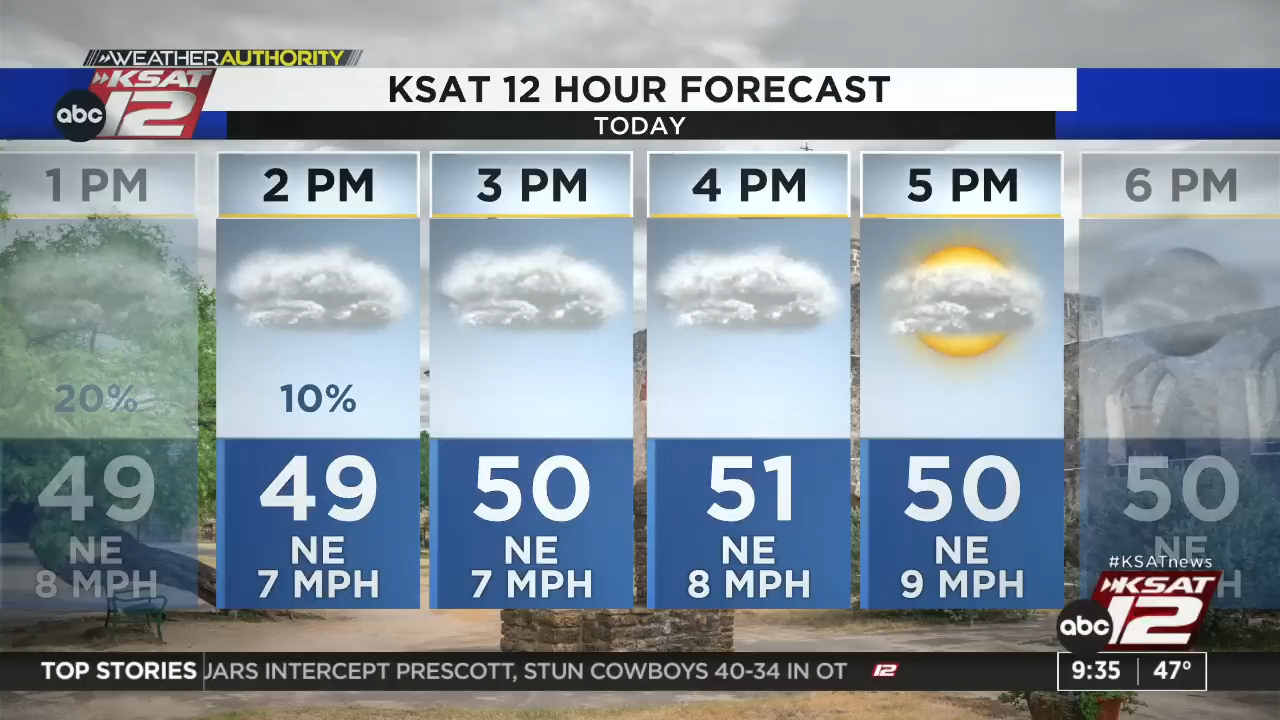 WEATHERAUTHORITY
KSAT
abc 12
KSAT 12 HOUR FORECAST
TODAY
1 PM 2 PM 3 PM 4 PM 5 PM 6 PM
20% 10%
49 49 50 51 50 50
NE NE NE NE NE NE
8 MPH 7 MPH 7 MPH 8 MPH 9 MPH
#KSATnews
KSAT
abc 12
TOP STORIES JARS INTERCEPT PRESCOTT, STUN COWBOYS 40-34 IN OT 12
9:35 47°